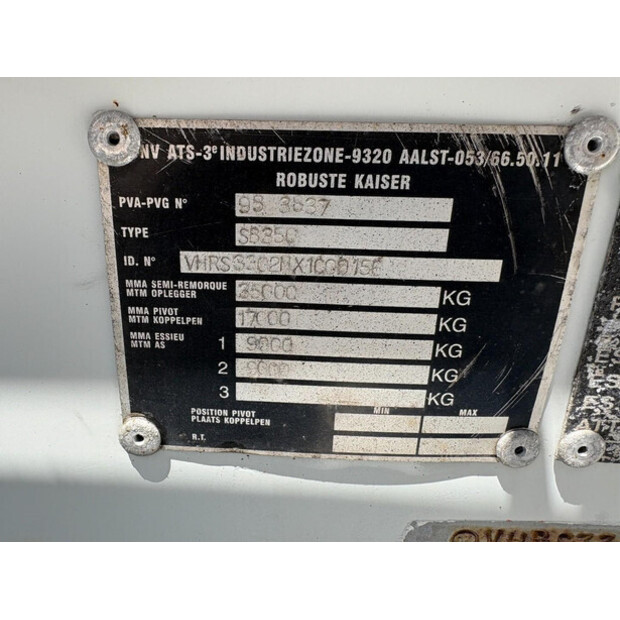 NV ATS-3e INDUSTRIEZONE-9320 AALST-053/66.50.11
ROBUSTE KAISER
PVA-PVG N° 98 3837
TYPE
ID. N°
MMA SEMI-REMORQUE
MTM OPLEGGER 35000 KG
MMA PIVOT
MTM KOPPELPEN 17000 KG
MMA ESSIEU
MTM AS 1 9000 KG
2 9000 KG
3 KG
MIN MAX
POSITION PIVOT
PLAATS KOPPELPEN
R.T.